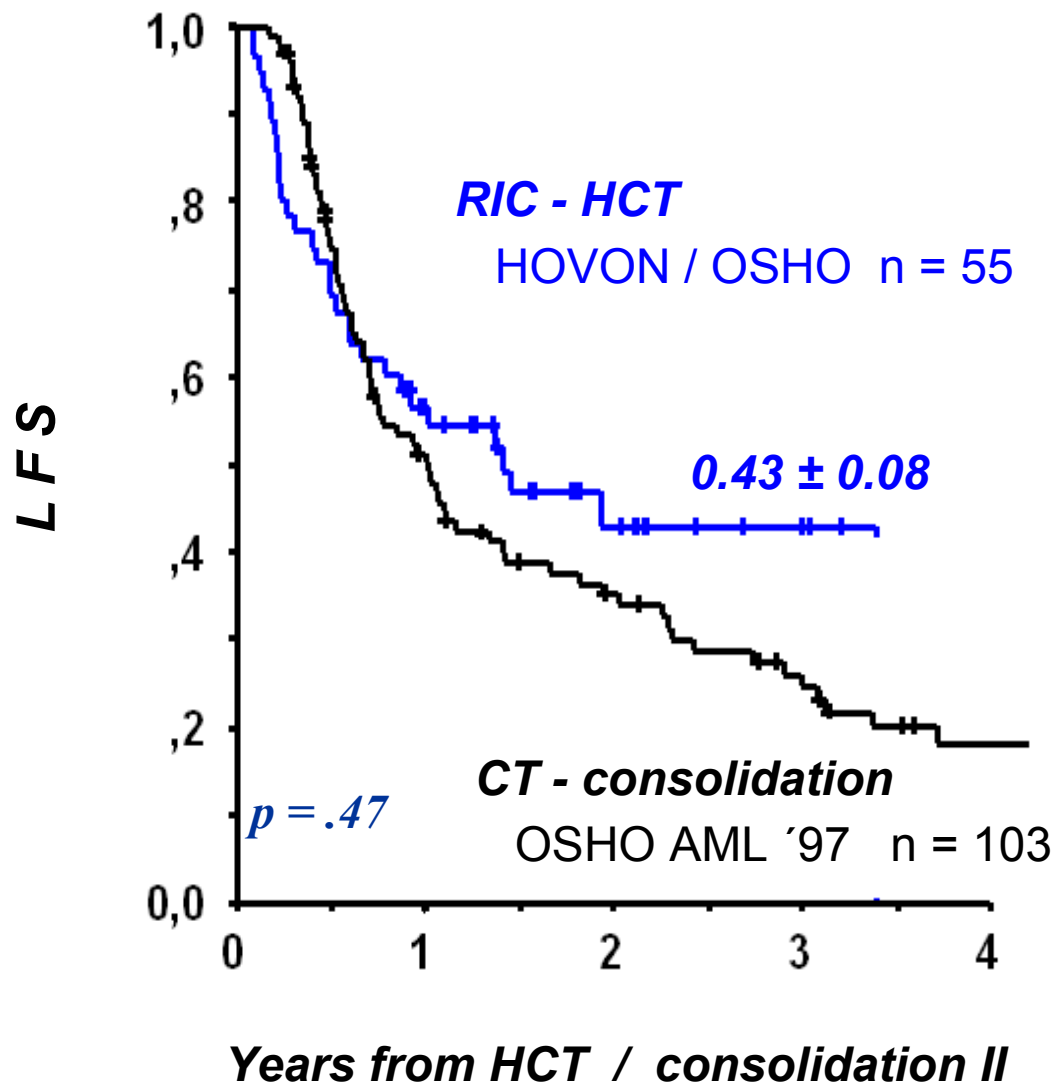 1,0
,8
,6
,4
,2
0,0
L F S
RIC - HCT
HOVON / OSHO n = 55
0.43 ± 0.08
CT - consolidation
OSHO AML ´97 n = 103
p = .47
0 1 2 3 4
Years from HCT / consolidation II